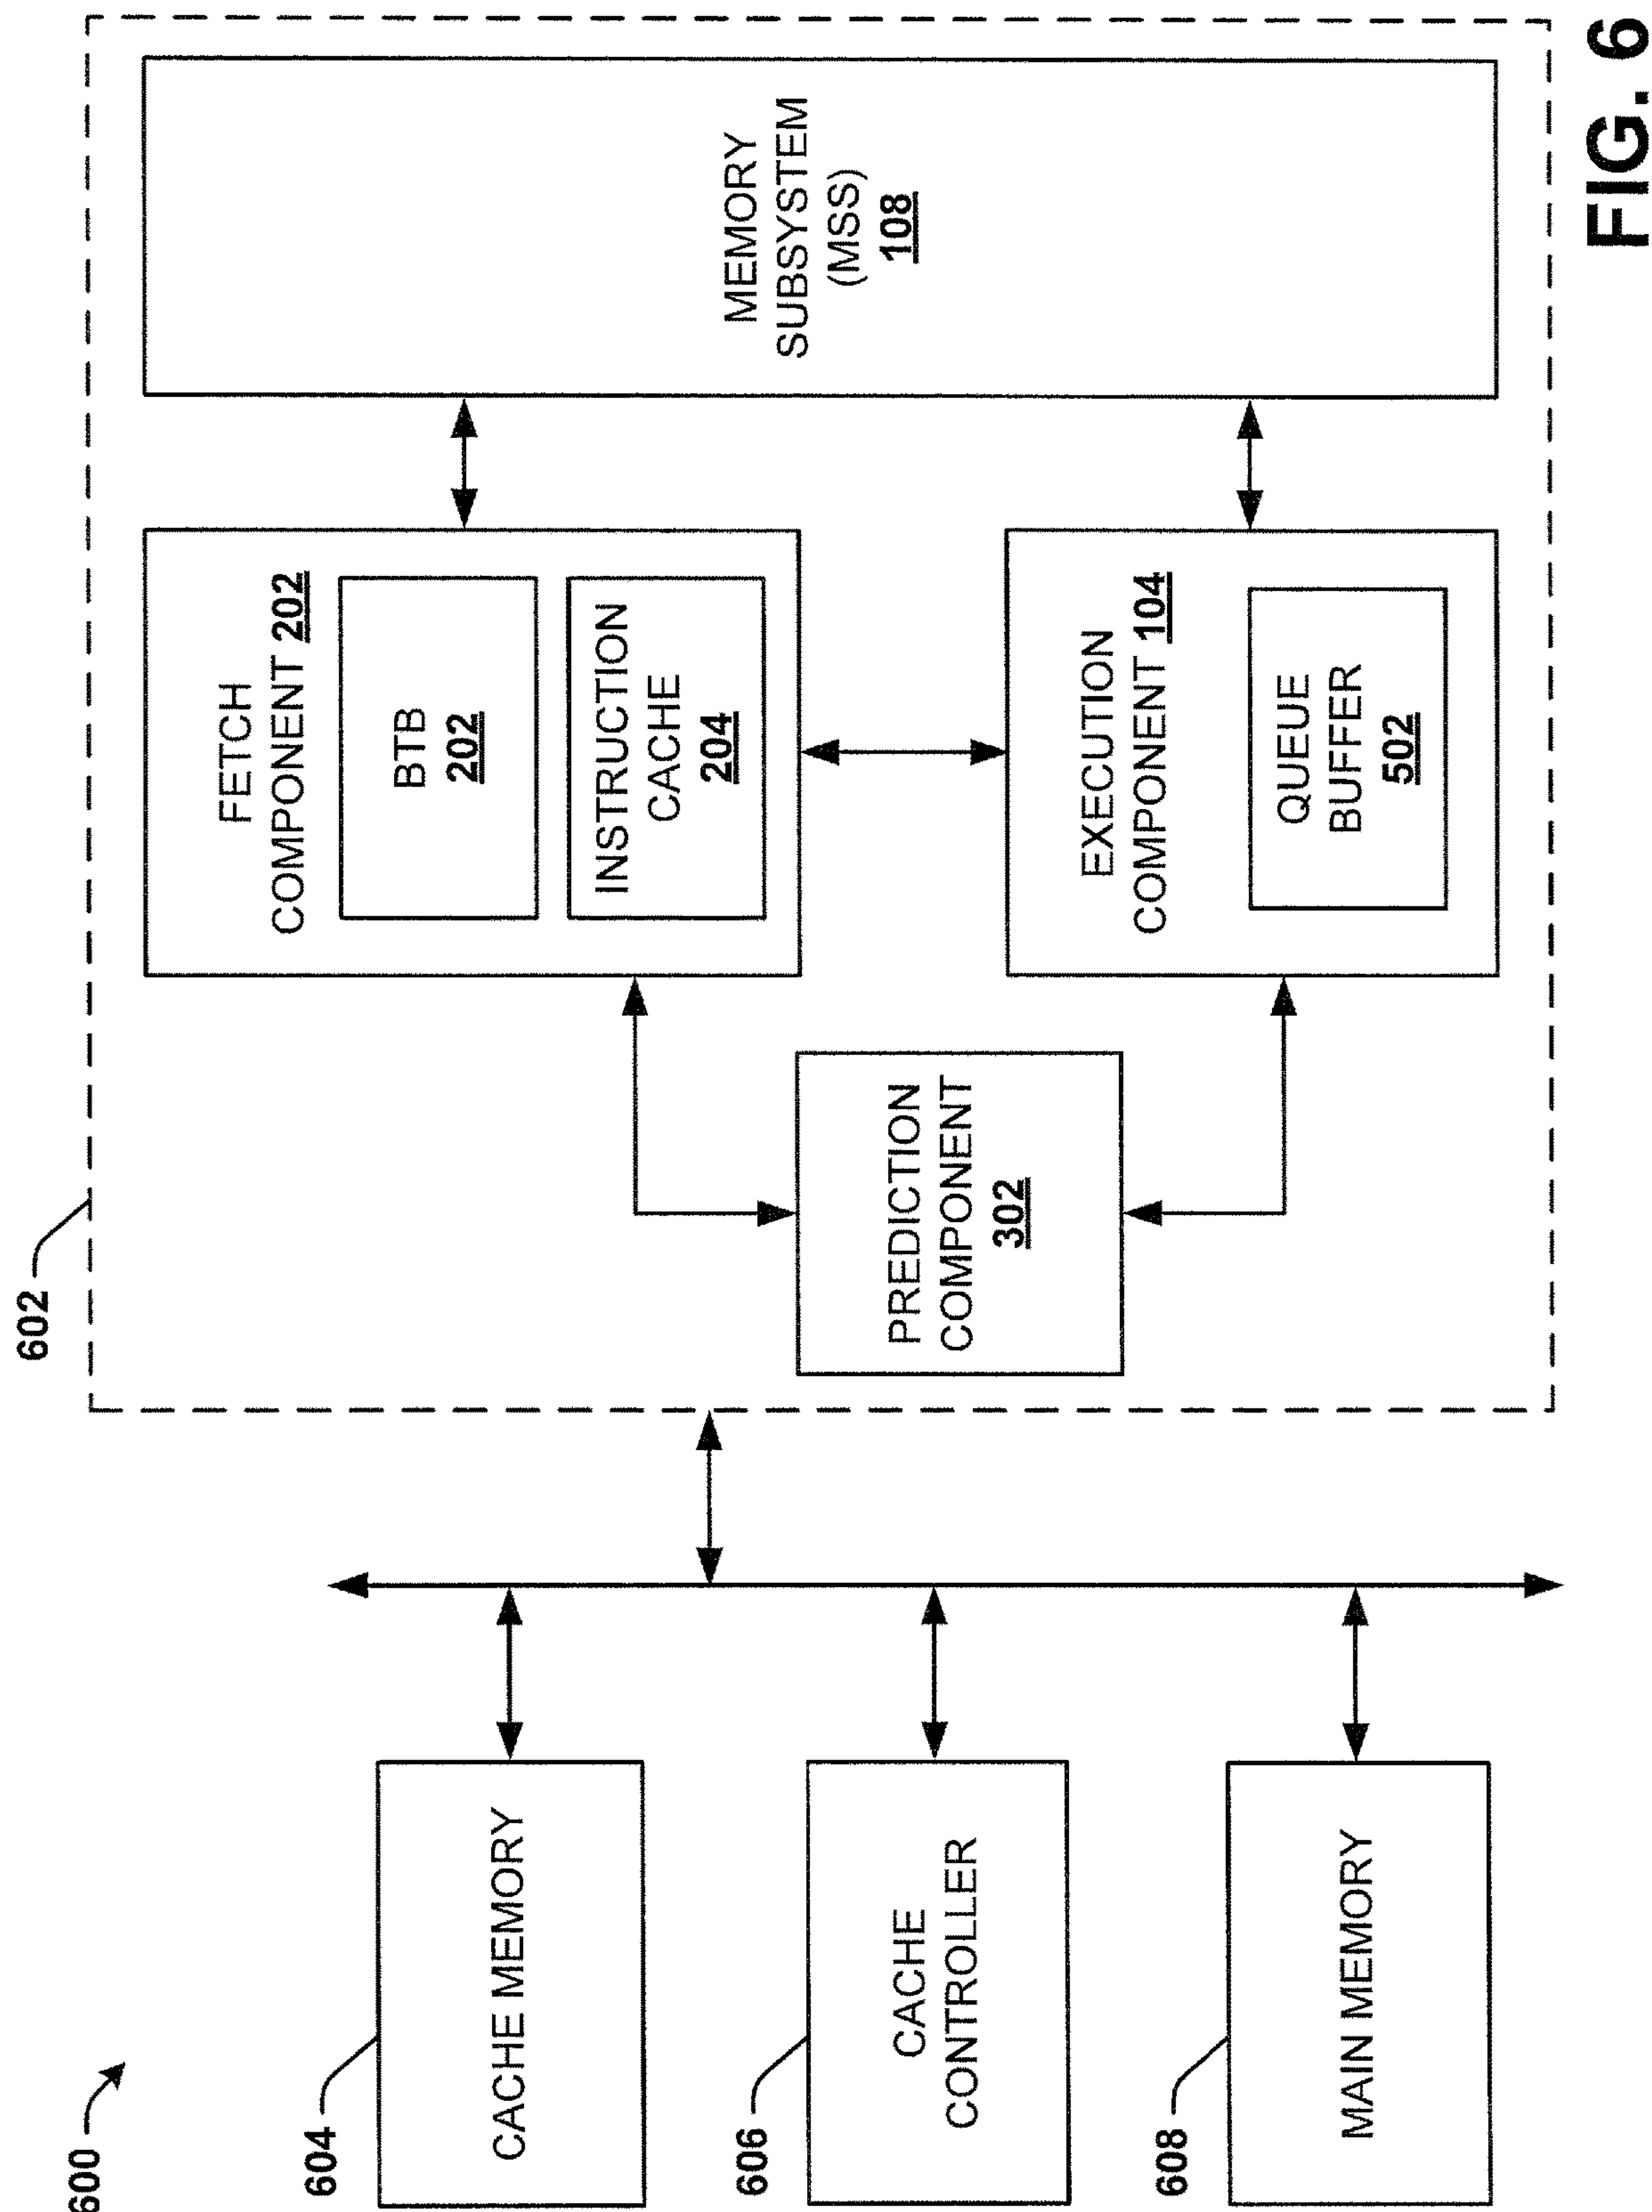 600
604
CACHE MEMORY
606
CACHE
CONTROLLER
608
MAIN MEMORY
602
PREDICTION
COMPONENT
302
FETCH
COMPONENT 202
BTB
202
INSTRUCTION
CACHE
204
EXECUTION
COMPONENT 104
QUEUE
BUFFER
502
MEMORY
SUBSYSTEM
(MSS)
108
FIG. 6